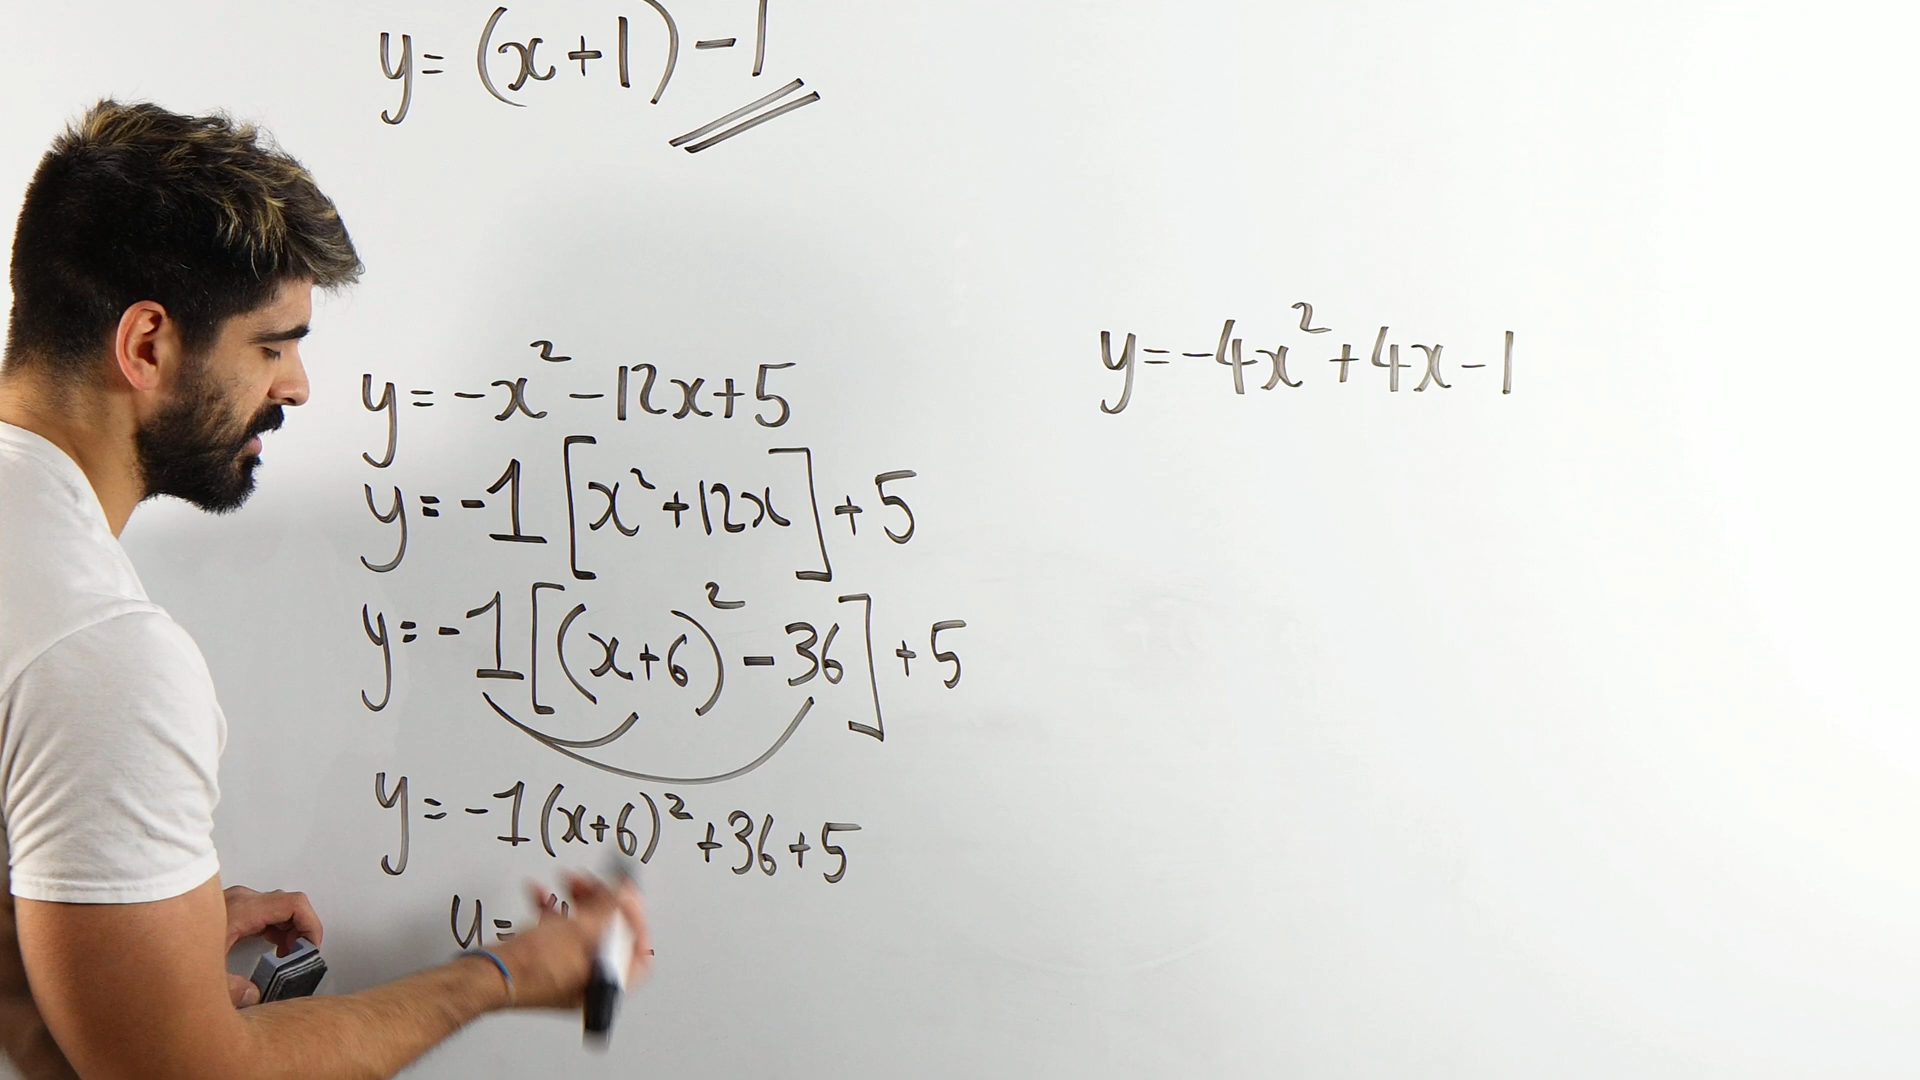 y = (x+1) - 1
y = -x² - 12x + 5
y = -1[x² + 12x] + 5
y = -1[(x+6)² - 36] + 5
y = -1(x+6)² + 36 + 5
y =
y = -4x² + 4x - 1